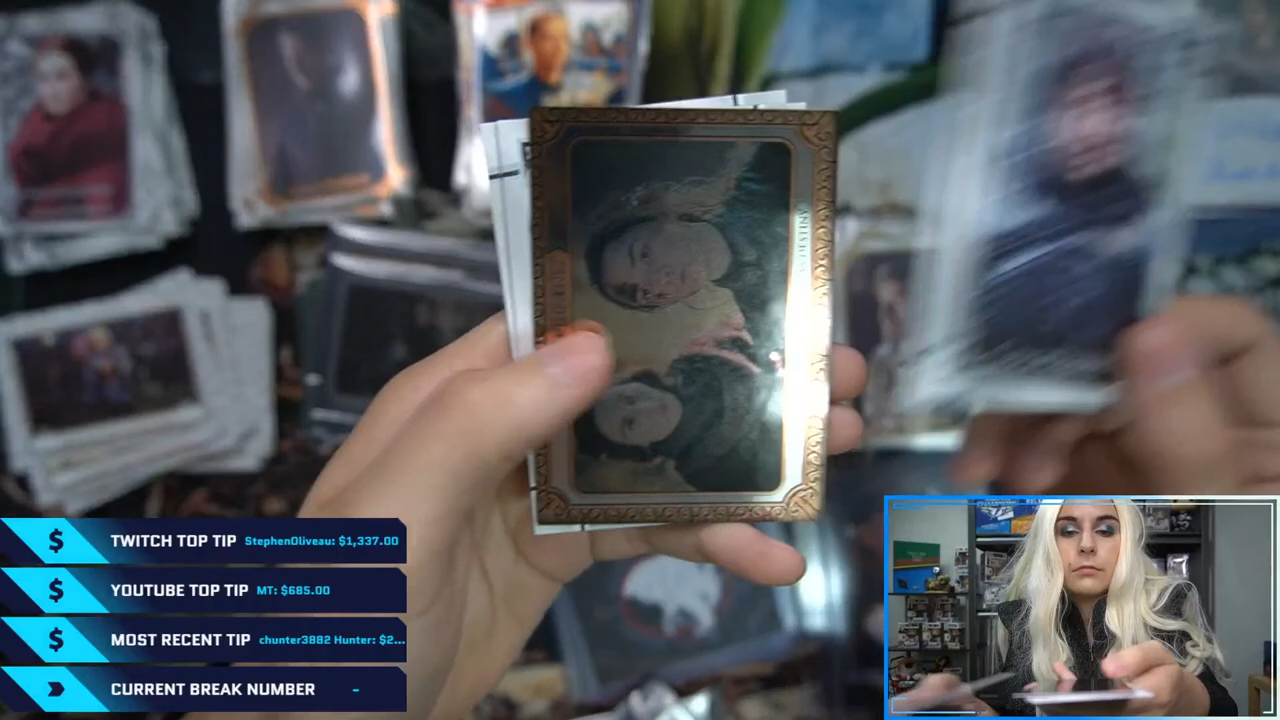 TWITCH TOP TIP StephenOliveau: $1,337.00
YOUTUBE TOP TIP MT: $685.00
MOST RECENT TIP chunter3882 Hunter: $2...
CURRENT BREAK NUMBER -